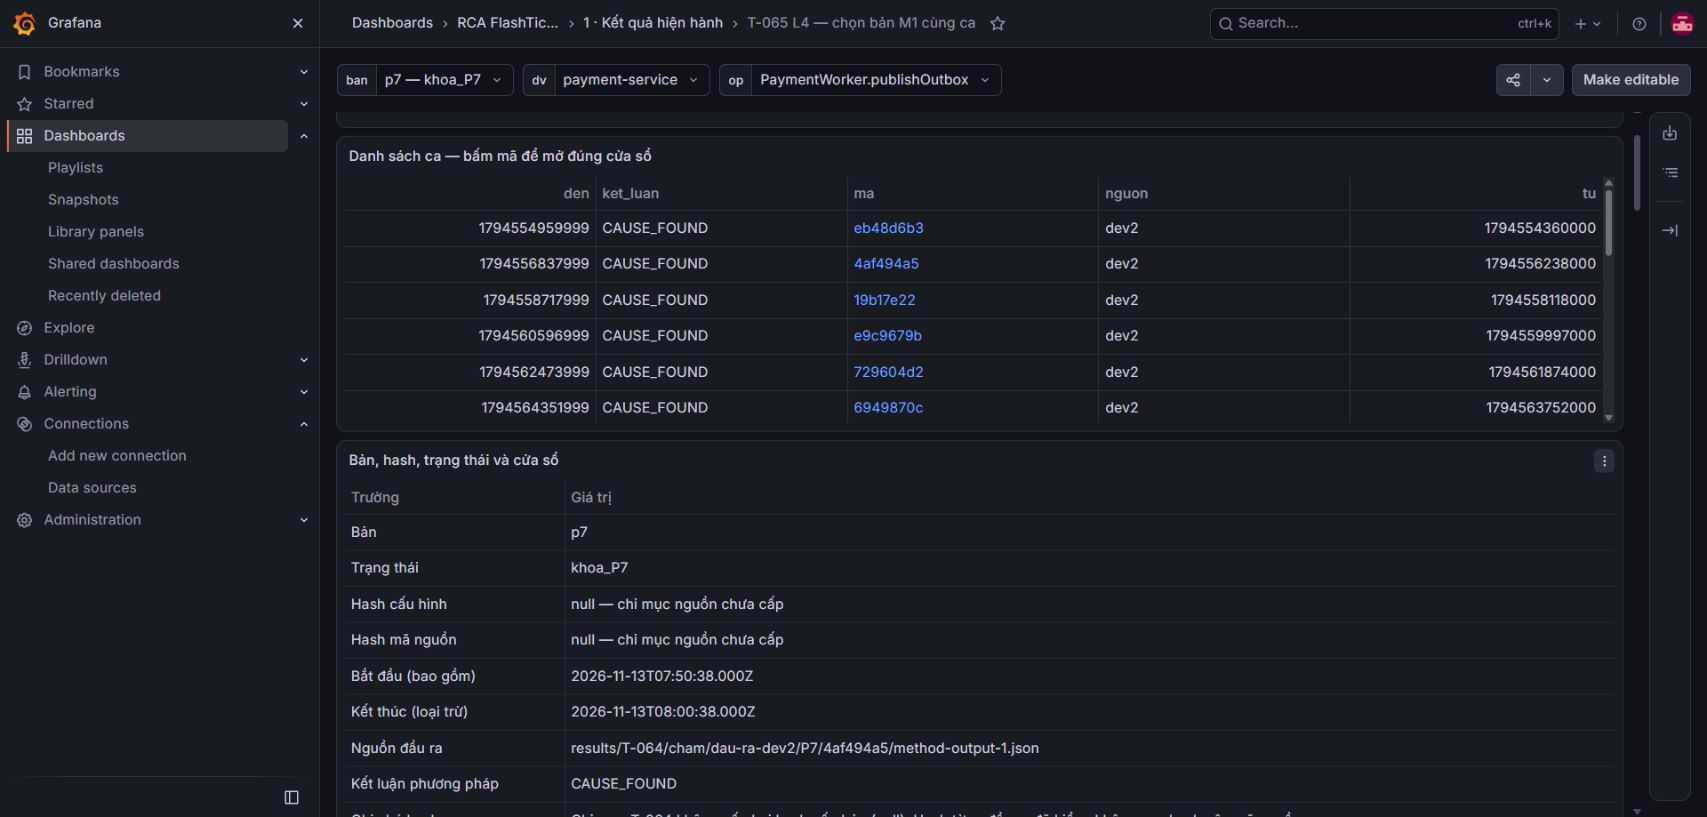 Grafana
Dashboards › RCA FlashTic... › 1 · Kết quả hiện hành › T-065 L4 — chọn bản M1 cùng ca
Search... ctrl+k
Bookmarks
Starred
Dashboards
Playlists
Snapshots
Library panels
Shared dashboards
Recently deleted
Explore
Drilldown
Alerting
Connections
Add new connection
Data sources
Administration
ban p7 — khoa_P7 dv payment-service op PaymentWorker.publishOutbox
Make editable
Danh sách ca — bấm mã để mở đúng cửa sổ
den ket_luan ma nguon tu
1794554959999 CAUSE_FOUND eb48d6b3 dev2 1794554360000
1794556837999 CAUSE_FOUND 4af494a5 dev2 1794556238000
1794558717999 CAUSE_FOUND 19b17e22 dev2 1794558118000
1794560596999 CAUSE_FOUND e9c9679b dev2 1794559997000
1794562473999 CAUSE_FOUND 729604d2 dev2 1794561874000
1794564351999 CAUSE_FOUND 6949870c dev2 1794563752000
Bản, hash, trạng thái và cửa sổ
Trường Giá trị
Bản p7
Trạng thái khoa_P7
Hash cấu hình null — chỉ mục nguồn chưa cấp
Hash mã nguồn null — chỉ mục nguồn chưa cấp
Bắt đầu (bao gồm) 2026-11-13T07:50:38.000Z
Kết thúc (loại trừ) 2026-11-13T08:00:38.000Z
Nguồn đầu ra results/T-064/cham/dau-ra-dev2/P7/4af494a5/method-output-1.json
Kết luận phương pháp CAUSE_FOUND